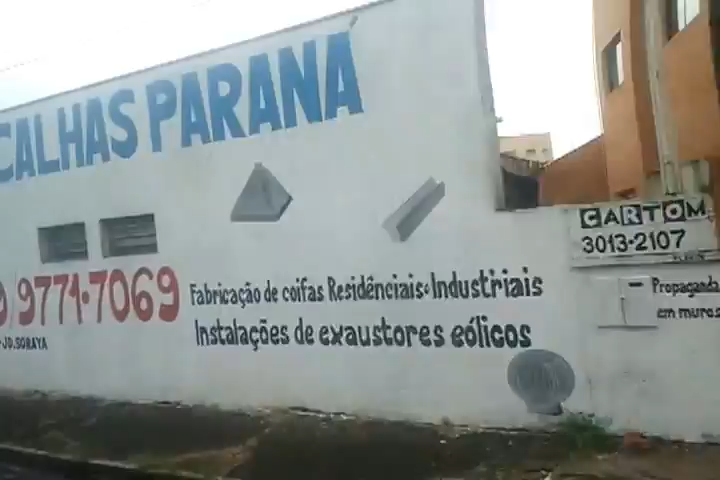 CALHAS PARANÁ
9771-7069
JD. SORAYA
Fabricação de coifas Residênciais e Industriais
Instalações de exaustores eólicos
CARTOM
3013-2107
Propaganda
em muros